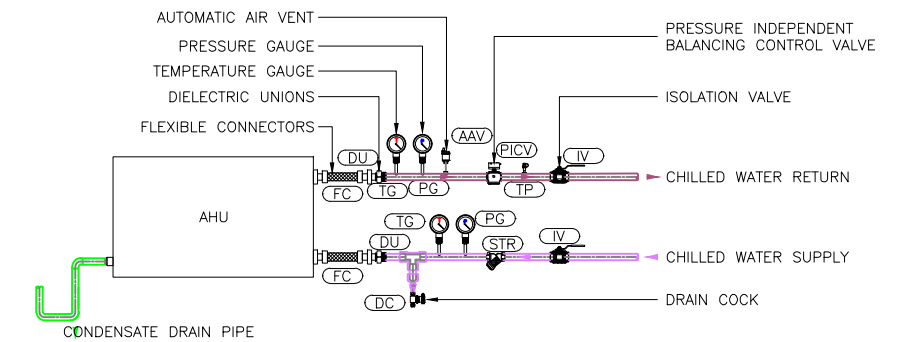 AUTOMATIC AIR VENT
PRESSURE GAUGE
TEMPERATURE GAUGE
DIELECTRIC UNIONS
FLEXIBLE CONNECTORS
PRESSURE INDEPENDENT
BALANCING CONTROL VALVE
ISOLATION VALVE
AAV
DU
PICV
IV
FC
TG
PG
TP
CHILLED WATER RETURN
AHU
TG
PG
DU
STR
IV
CHILLED WATER SUPPLY
FC
DC
DRAIN COCK
CONDENSATE DRAIN PIPE